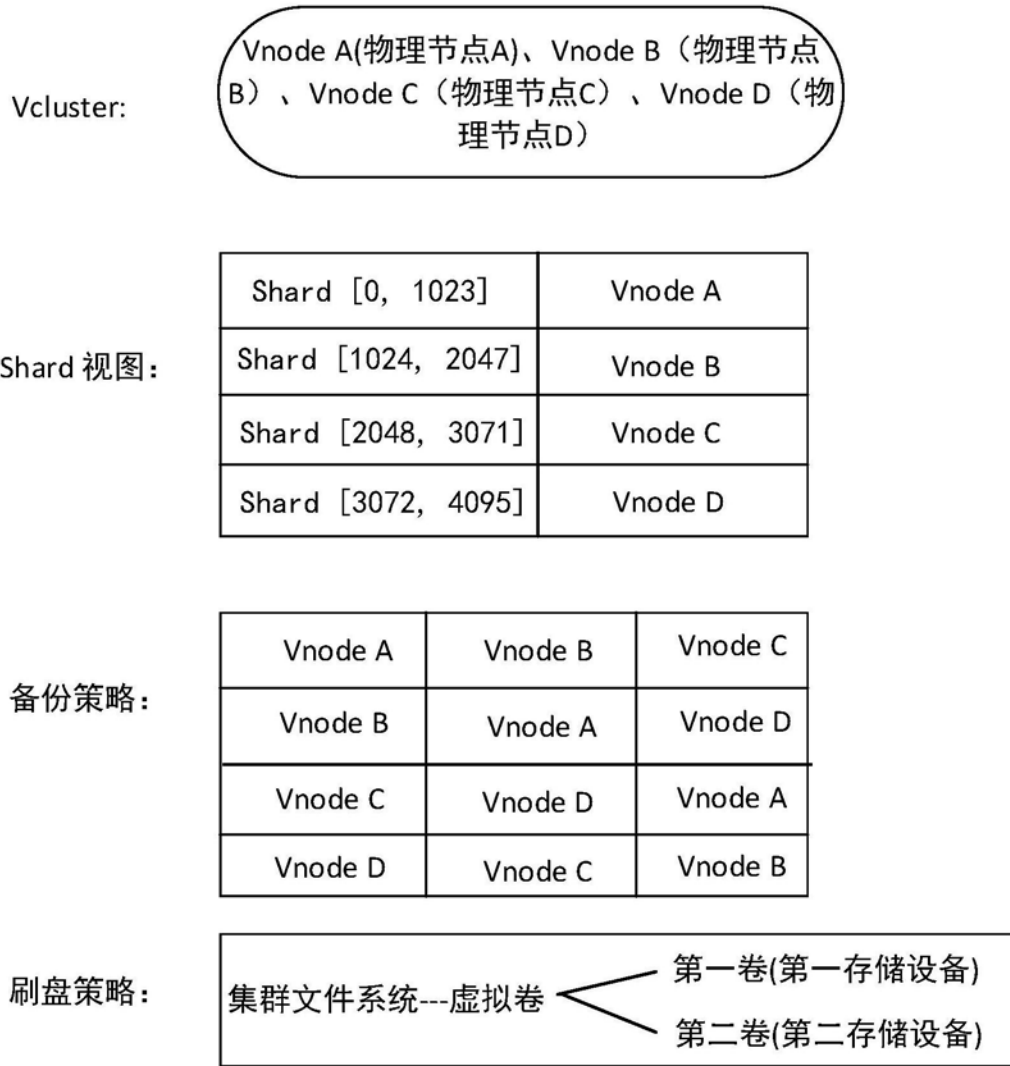 Vcluster:
Vnode A(物理节点A)、Vnode B（物理节点
B）、Vnode C（物理节点C）、Vnode D（物
理节点D）
Shard 视图：
Shard [0, 1023] Vnode A
Shard [1024, 2047] Vnode B
Shard [2048, 3071] Vnode C
Shard [3072, 4095] Vnode D
备份策略：
Vnode A Vnode B Vnode C
Vnode B Vnode A Vnode D
Vnode C Vnode D Vnode A
Vnode D Vnode C Vnode B
刷盘策略：
集群文件系统---虚拟卷
第一卷(第一存储设备)
第二卷(第二存储设备)